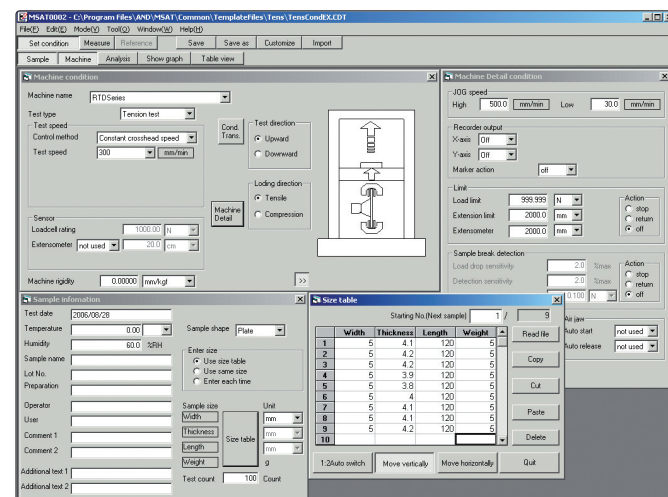 MSAT0002 - C:\Program Files\AND\MSAT\Common\TemplateFiles\Tens\TensCondEX.CDT
File(F) Edit(E) Mode(V) Tool(O) Window(W) Help(H)
Set condition Measure Reference Save Save as Customize Import
Sample Machine Analysis Show graph Table view
Machine condition
Machine name RTDSeries
Test type Tension test
Test speed
Control method Constant crosshead speed
Test speed 300 mm/min
Cond. Trans.
Test direction
Upward
Downward
Machine Detail
Loding direction
Tensile
Compression
Sensor
Loadcell rating 1000.00 N
Extensometer not used 20.0 cm
Machine rigidity 0.00000 mm/kgf >>
Machine Detail condition
JOG speed
High 500.0 mm/min Low 30.0 mm/min
Recorder output
X-axis Off
Y-axis Off
Marker action off
Limit
Load limit 999.999 N
Extension limit 2000.0 mm
Extensometer 2000.0 mm
Action
stop
return
off
Sample break detection
Load drop sensitivity 2.0 %max
Detection sensitivity 2.0 %max
0.100 N
Action
stop
return
off
Air jaw
Auto start not used
Auto release not used
Sample infomation
Test date 2006/08/28
Temperature 0.00
Humidity 60.0 %RH
Sample name
Lot No.
Preparation
Operator
User
Comment 1
Comment 2
Additional text 1
Additional text 2
Sample shape Plate
Enter size
Use size table
Use same size
Enter each time
Sample size Unit
Width mm
Thickness mm
Length mm
Weight g
Size table
Test count 100 Count
Size table
Starting No.(Next sample) 1 / 9
Width Thickness Length Weight
1 5 4.1 120 5
2 5 4.2 120 5
3 5 4.2 120 5
4 5 3.9 120 5
5 5 3.8 120 5
6 5 4 120 5
7 5 4.1 120 5
8 5 4.1 120 5
9 5 4.2 120 5
10
Read file
Copy
Cut
Paste
Delete
1:2Auto switch Move vertically Move horizontally Quit